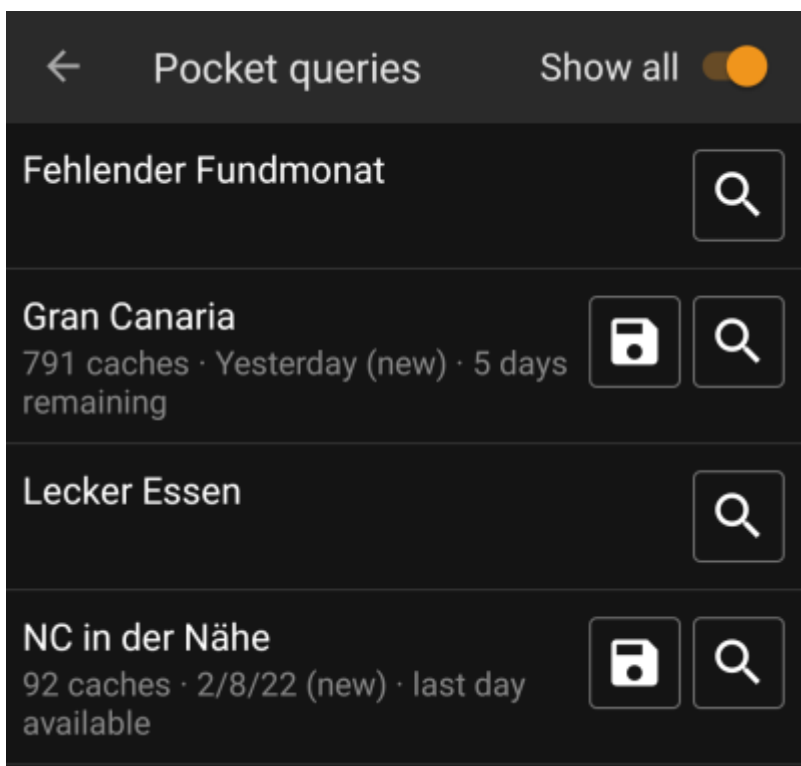 Pocket queries Show all
Fehlender Fundmonat
Gran Canaria
791 caches · Yesterday (new) · 5 days
remaining
Lecker Essen
NC in der Nähe
92 caches · 2/8/22 (new) · last day
available